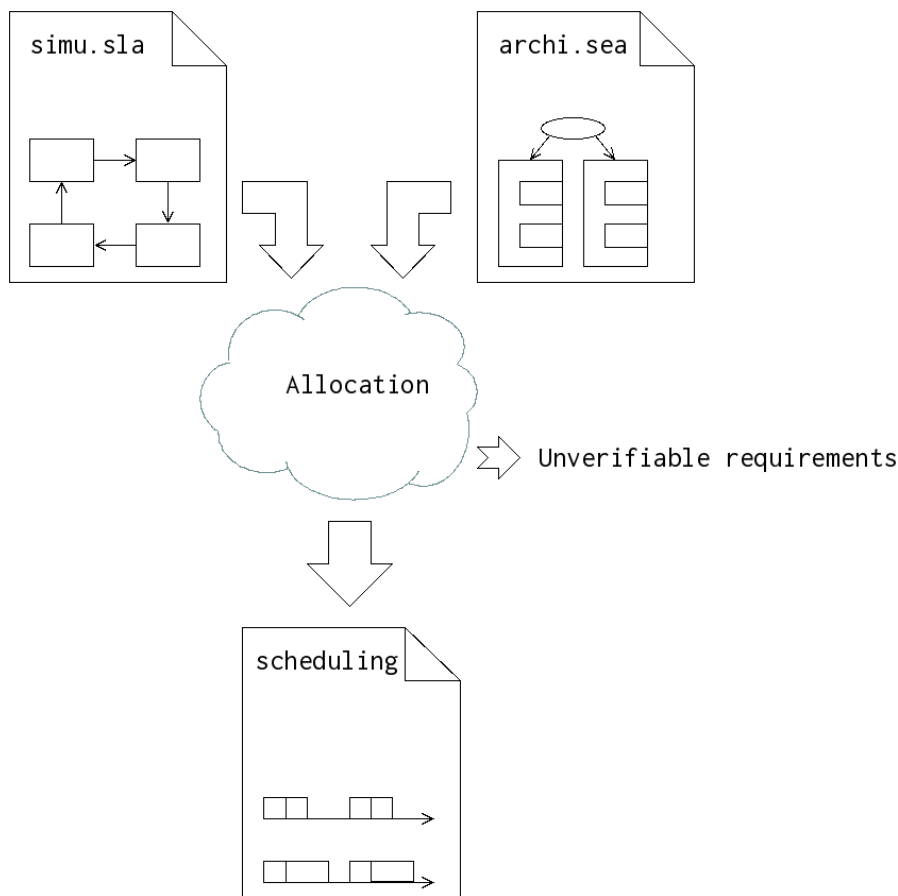 simu.sla
archi.sea
Allocation
Unverifiable requirements
scheduling